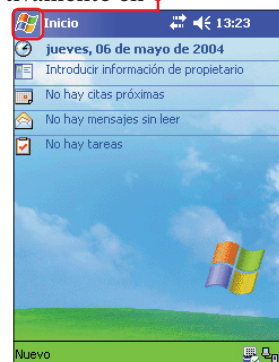 Inicio 13:23
jueves, 06 de mayo de 2004
Introducir información de propietario
No hay citas próximas
No hay mensajes sin leer
No hay tareas
Nuevo